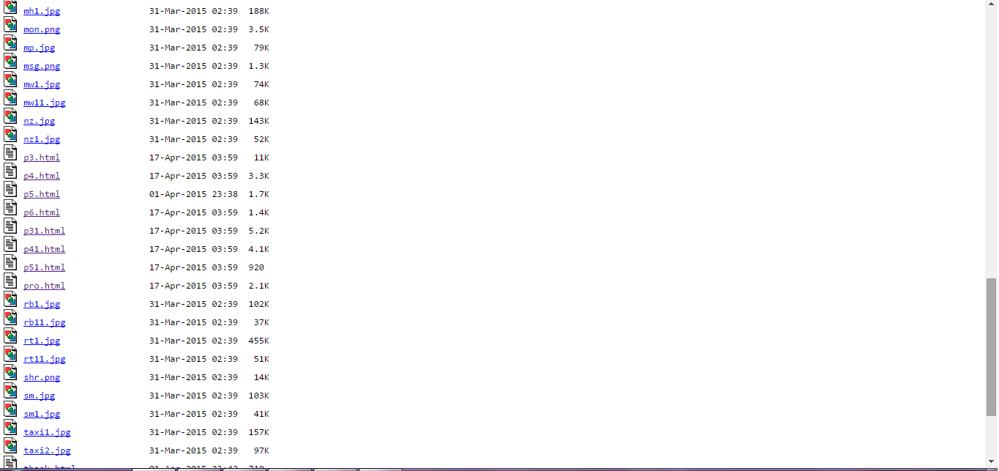 mh1.jpg 31-Mar-2015 02:39 188K
mon.png 31-Mar-2015 02:39 3.5K
mp.jpg 31-Mar-2015 02:39 79K
msg.png 31-Mar-2015 02:39 1.3K
mw1.jpg 31-Mar-2015 02:39 74K
mw11.jpg 31-Mar-2015 02:39 68K
nz.jpg 31-Mar-2015 02:39 143K
nz1.jpg 31-Mar-2015 02:39 52K
p3.html 17-Apr-2015 03:59 11K
p4.html 17-Apr-2015 03:59 3.3K
p5.html 01-Apr-2015 23:38 1.7K
p6.html 17-Apr-2015 03:59 1.4K
p31.html 17-Apr-2015 03:59 5.2K
p41.html 17-Apr-2015 03:59 4.1K
p51.html 17-Apr-2015 03:59 920
pro.html 17-Apr-2015 03:59 2.1K
rb1.jpg 31-Mar-2015 02:39 102K
rb11.jpg 31-Mar-2015 02:39 37K
rt1.jpg 31-Mar-2015 02:39 455K
rt11.jpg 31-Mar-2015 02:39 51K
shr.png 31-Mar-2015 02:39 14K
sm.jpg 31-Mar-2015 02:39 103K
sm1.jpg 31-Mar-2015 02:39 41K
taxi1.jpg 31-Mar-2015 02:39 157K
taxi2.jpg 31-Mar-2015 02:39 97K